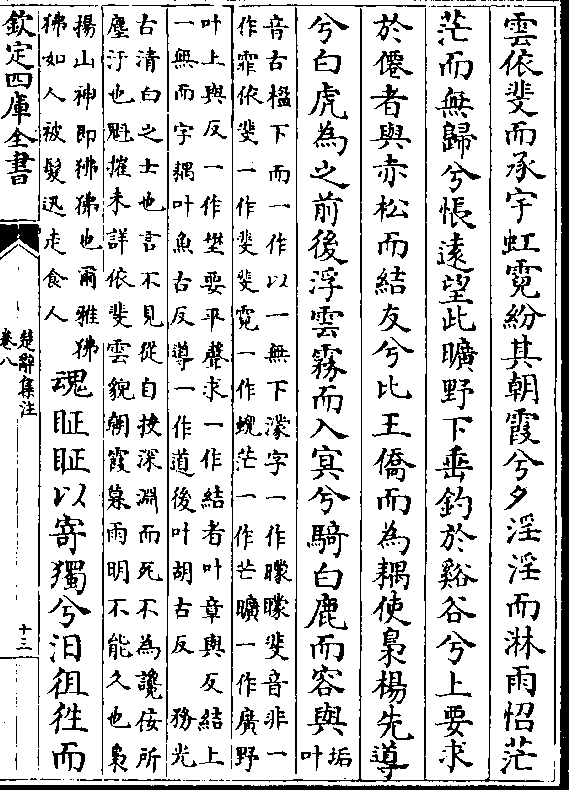 雲依斐而承宇虹霓紛其朝霞兮夕淫淫而淋雨怊茫
茫而無歸兮悵遠望此曠野下垂釣於谿谷兮上要求
於僊者與赤松而結友兮比王僑而為耦使梟楊先導
兮白虎為之前後浮雲霧而入冥兮騎白鹿而容與垢
叶
音古楹下而一作以一無下濛字一作曚曚斐音非一
作霏依斐一作斐斐霓一作蜺茫一作芒曠一作廣野
叶上與反一作埜要平聲求一作結者叶章與反結上
一無而字耦叶魚古反導一作道後叶胡古反　務光
古清白之士也言不見從自投深淵而死不為讒佞所
塵汙也魁摧未詳依斐雲貌朝霞暮雨明不能久也梟
揚山神即狒狒也爾雅狒
狒如人被髮迅走食人
魂眐眐以寄獨兮汨徂徃而
欽定四庫全書
楚辭集注
卷八
十三